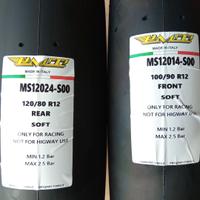 PMT
MADE IN ITALY
MS12024-S00
120/80 R12
REAR
SOFT
ONLY FOR RACING
NOT FOR HIGWAY USE
MIN 1.2 Bar
MAX 2.5 Bar
MADE IN ITALY
MS12014-S00
100/90 R12
FRONT
SOFT
ONLY FOR RACING
NOT FOR HIGWAY USE
MIN 1.2 Bar
MAX 2.5 Bar